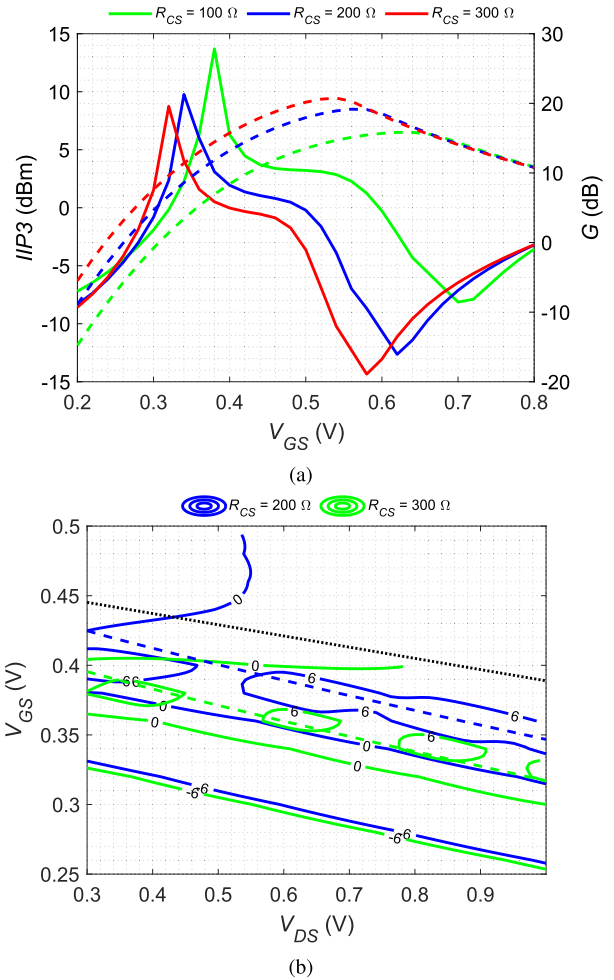 R_CS = 100 Ω R_CS = 200 Ω R_CS = 300 Ω
15 30
10 20
5 10
0 0
-5
-10 -10
-15 -20
IIP3 (dBm)
G (dB)
0.2 0.3 0.4 0.5 0.6 0.7 0.8
V_GS (V)
(a)
R_CS = 200 Ω R_CS = 300 Ω
0.5
0.45
0.4
0.35
0.3
0.25
V_GS (V)
0
0
6
6
-6
6
0
6
6
0
0
0
-6
-6
-6
-6
0.3 0.4 0.5 0.6 0.7 0.8 0.9
V_DS (V)
(b)